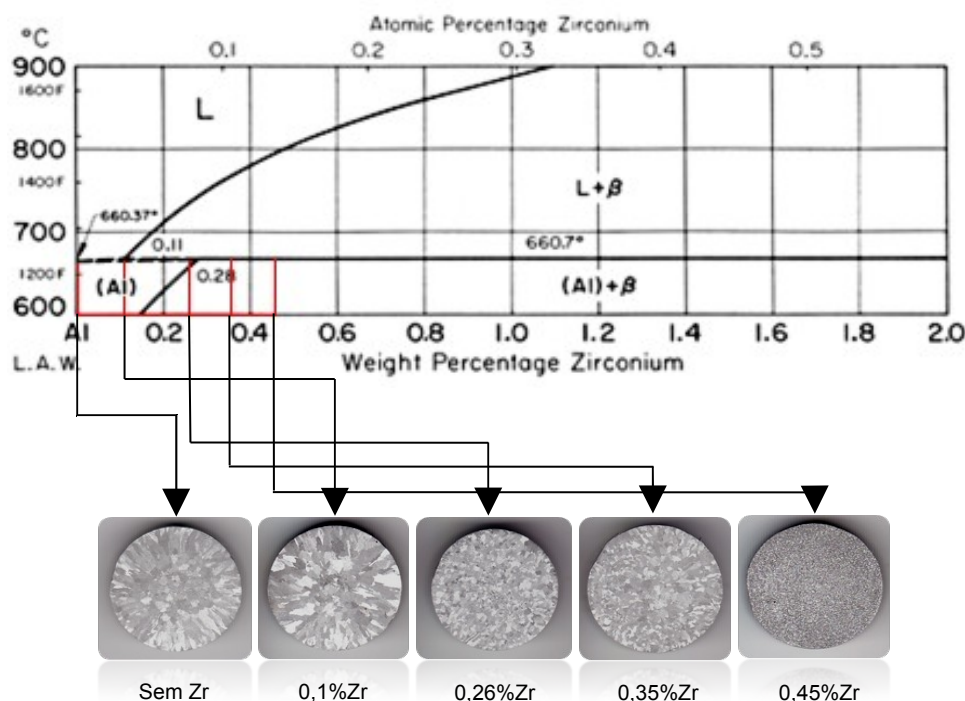 Atomic Percentage Zirconium
°C
0.1 0.2 0.3 0.4 0.5
900
1600F
L
800
1400F
L+β
660.37°
700
0.11
660.7°
1200F
(Al)
0.28
(Al)+β
600
Al 0.2 0.4 0.6 0.8 1.0 1.2 1.4 1.6 1.8 2.0
L.A.W. Weight Percentage Zirconium
Sem Zr 0,1%Zr 0,26%Zr 0,35%Zr 0,45%Zr